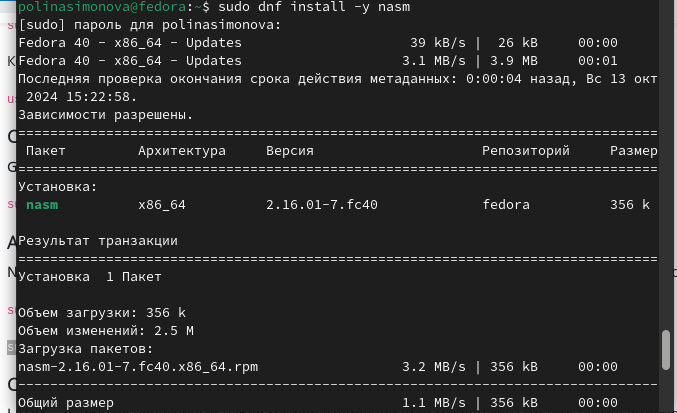 polinasimonova@fedora:~$ sudo dnf install -y nasm
[sudo] пароль для polinasimonova:
Fedora 40 - x86_64 - Updates 39 kB/s | 26 kB 00:00
Fedora 40 - x86_64 - Updates 3.1 MB/s | 3.9 MB 00:01
Последняя проверка окончания срока действия метаданных: 0:00:04 назад, Вс 13 окт
2024 15:22:58.
Зависимости разрешены.
================================================================================
Пакет Архитектура Версия Репозиторий Размер
================================================================================
Установка:
nasm x86_64 2.16.01-7.fc40 fedora 356 k
Результат транзакции
================================================================================
Установка 1 Пакет
Объем загрузки: 356 k
Объем изменений: 2.5 M
Загрузка пакетов:
nasm-2.16.01-7.fc40.x86_64.rpm 3.2 MB/s | 356 kB 00:00
--------------------------------------------------------------------------------
Общий размер 1.1 MB/s | 356 kB 00:00